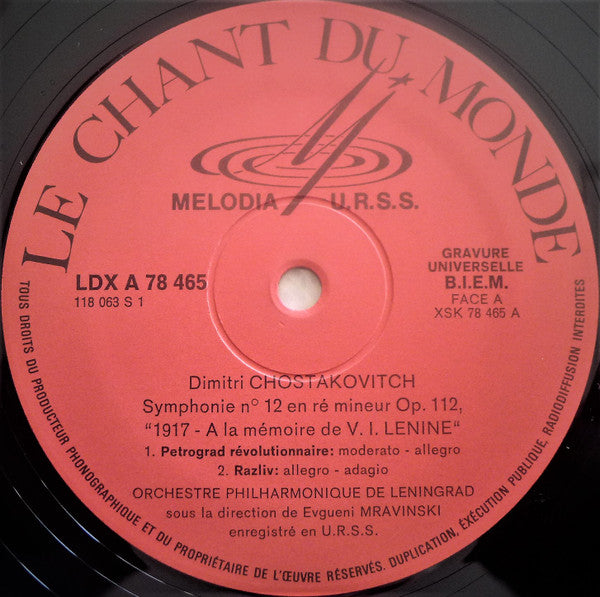 LE CHANT DU MONDE
MELODIA U.R.S.S.
LDX A 78 465
118 063 S 1
GRAVURE
UNIVERSELLE
B.I.E.M.
FACE A
XSK 78 465 A
Dimitri CHOSTAKOVITCH
Symphonie n° 12 en ré mineur Op. 112,
"1917 - A la mémoire de V. I. LENINE"
1. Petrograd révolutionnaire: moderato - allegro
2. Razliv: allegro - adagio
ORCHESTRE PHILHARMONIQUE DE LENINGRAD
sous la direction de Evgueni MRAVINSKI
enregistré en U.R.S.S.
TOUS DROITS DU PRODUCTEUR PHONOGRAPHIQUE ET DU PROPRIÉTAIRE DE L'ŒUVRE RÉSERVÉS. DUPLICATION, EXÉCUTION PUBLIQUE, RADIODIFFUSION INTERDITES